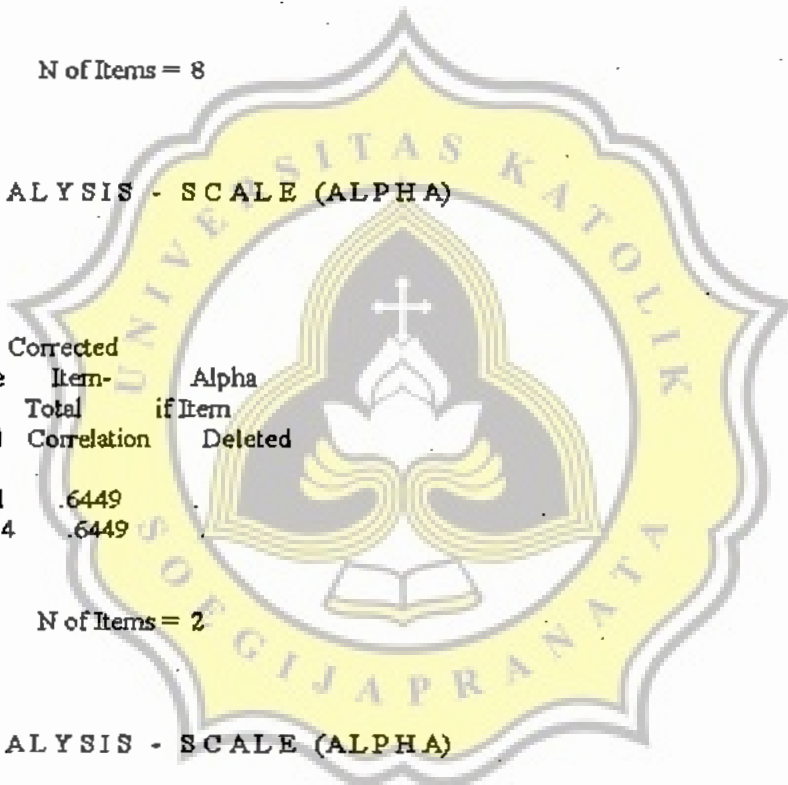 N of Items = 8
UNIVERSITAS KATOLIK
ALYSIS - SCALE (ALPHA)
Corrected
e Item- Alpha
Total if Item
l Correlation Deleted
l .6449 .
4 .6449 .
N of Items = 2
SOEGIJAPRANATA
ALYSIS - SCALE (ALPHA)